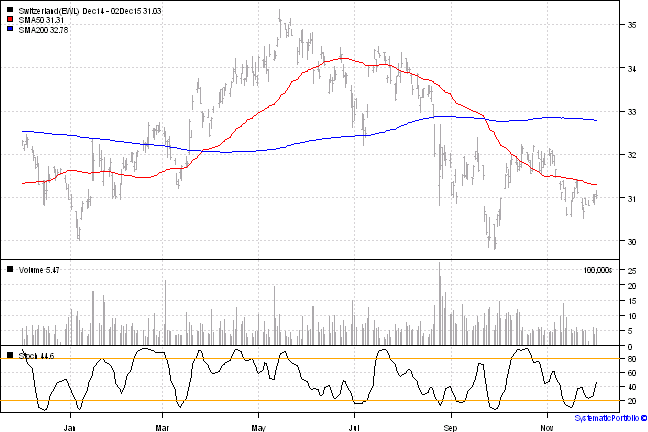 Switzerland(EWL) Dec14 - 02Dec15 31.03
SMA50 31.31
SMA200 32.78
35
34
33
32
31
30
Volume 5.47
100,000s
25
20
15
10
5
0
Stoch 44.6
80
60
40
20
Jan
Mar
May
Jul
Sep
Nov
SystematicPortfolio ©